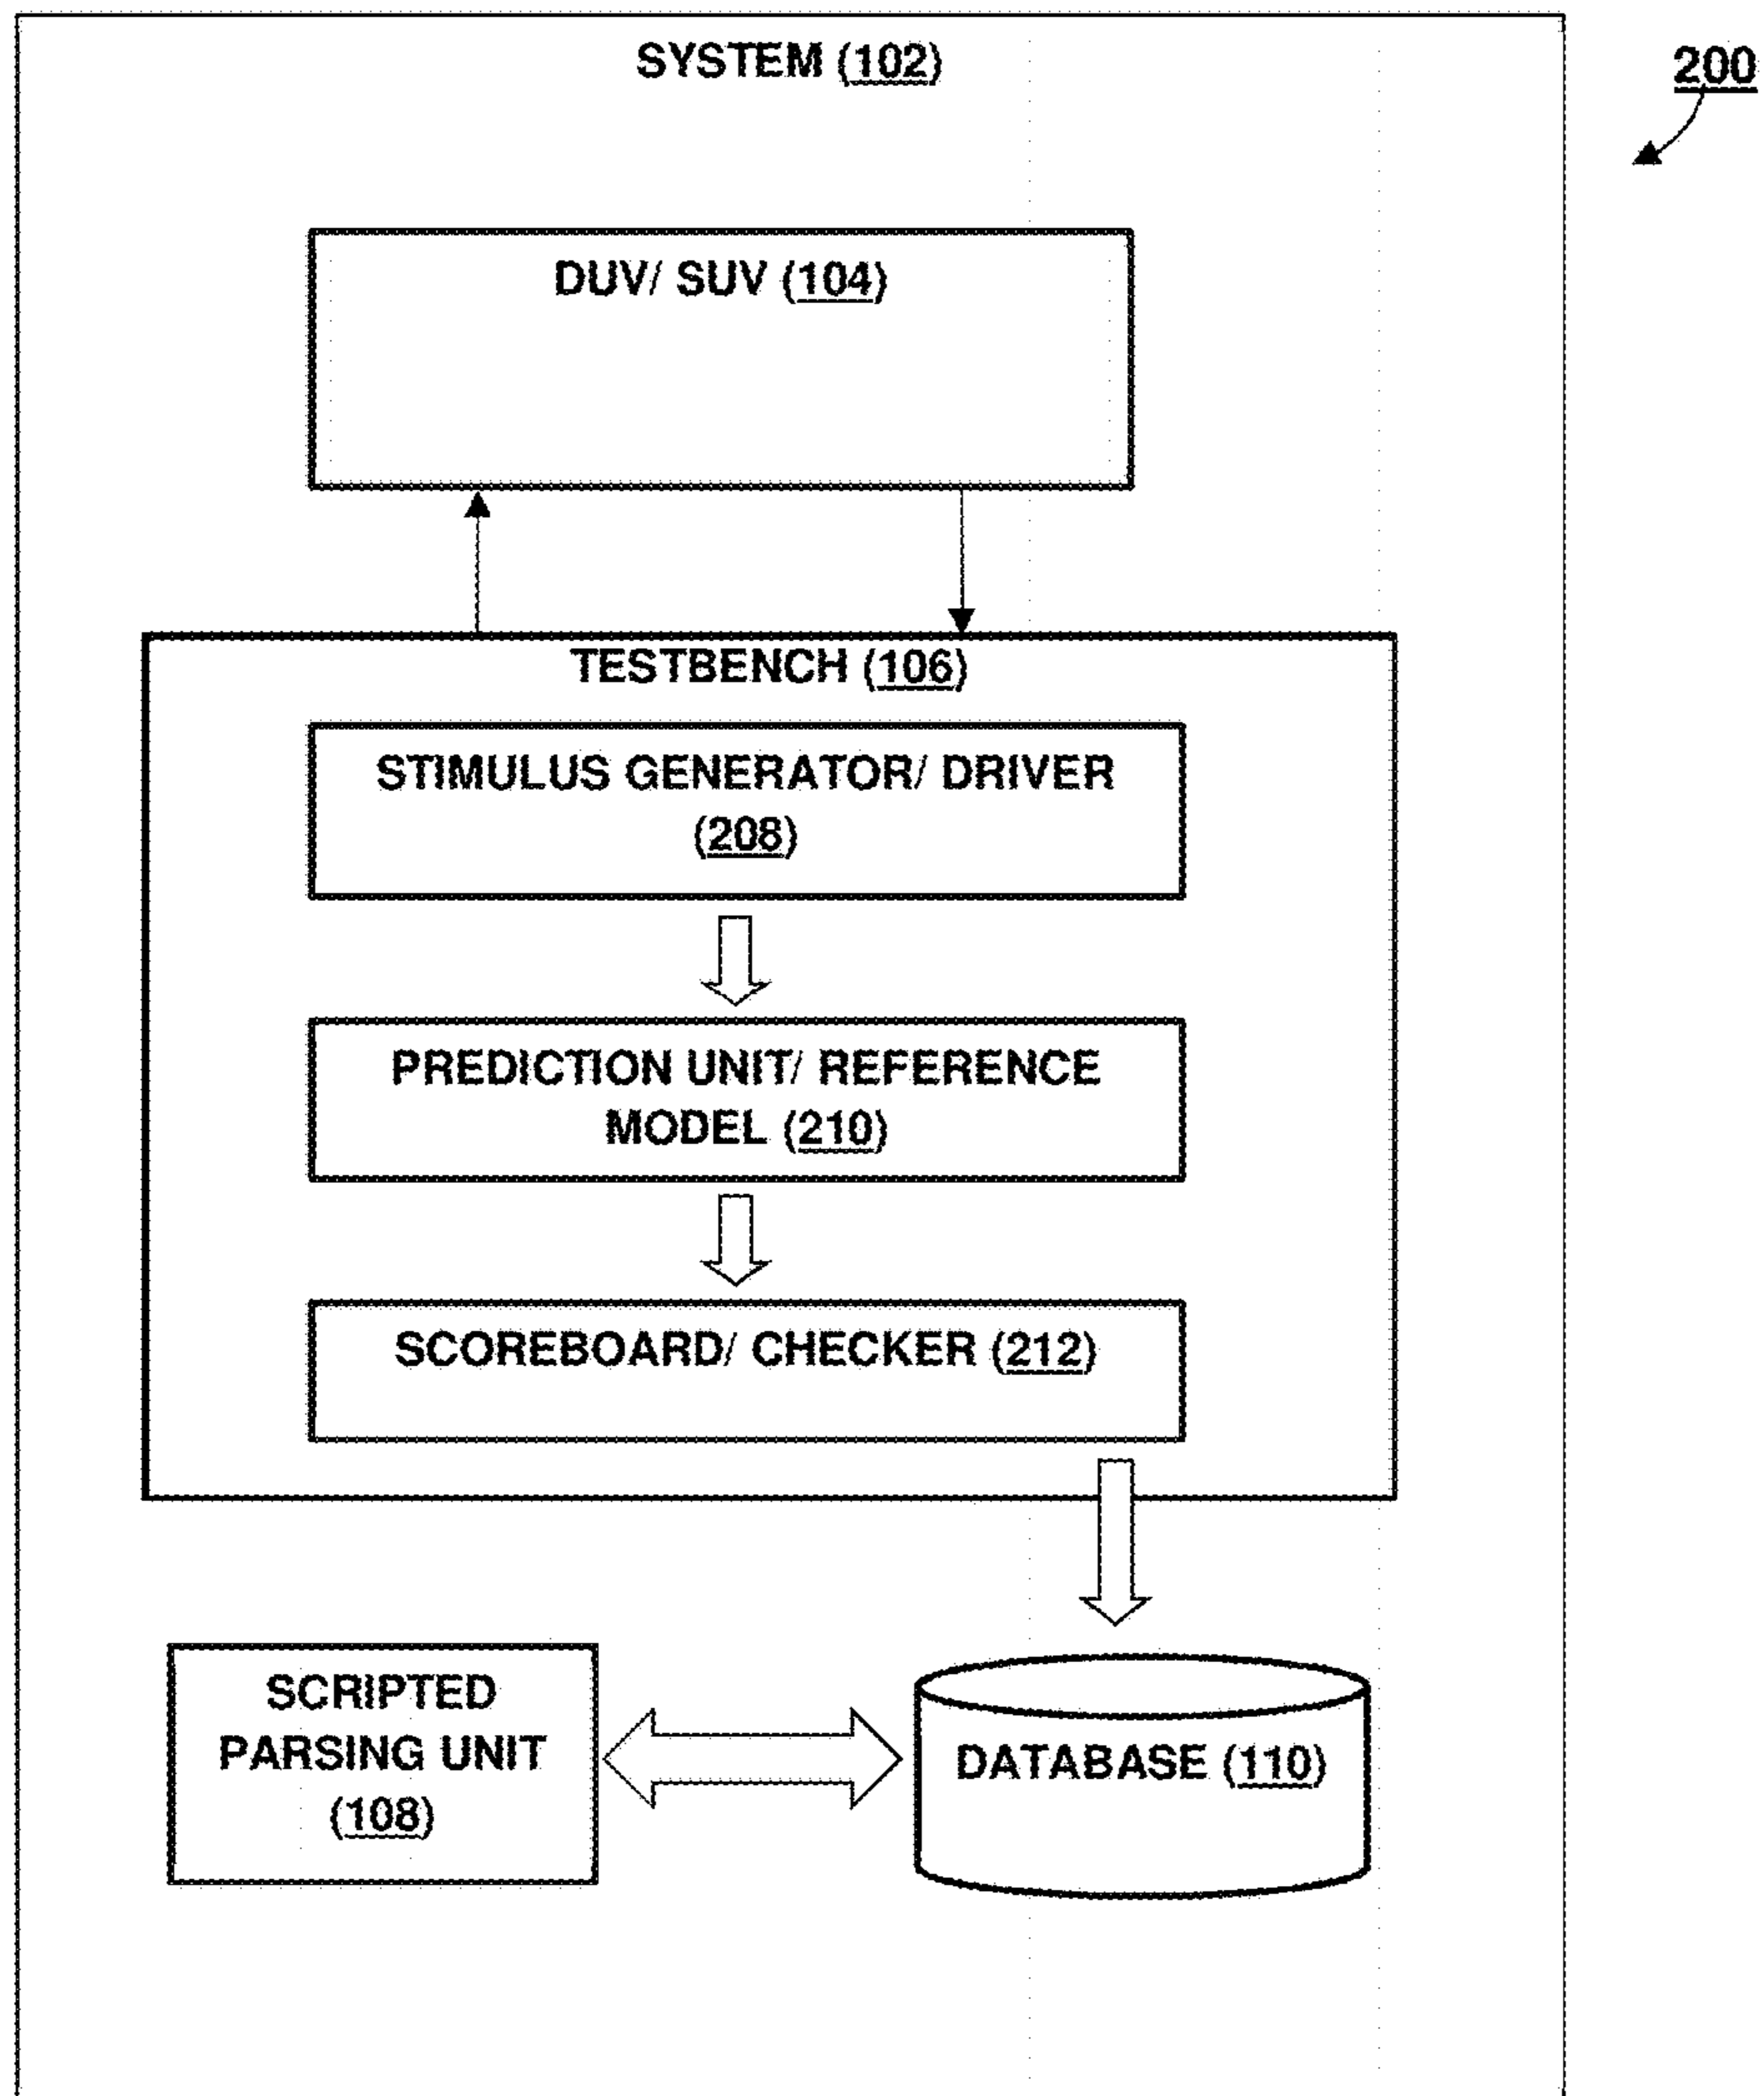 SYSTEM (102)
200
DUV/ SUV (104)
TESTBENCH (106)
STIMULUS GENERATOR/ DRIVER
(208)
PREDICTION UNIT/ REFERENCE
MODEL (210)
SCOREBOARD/ CHECKER (212)
SCRIPTED
PARSING UNIT
(108)
DATABASE (110)